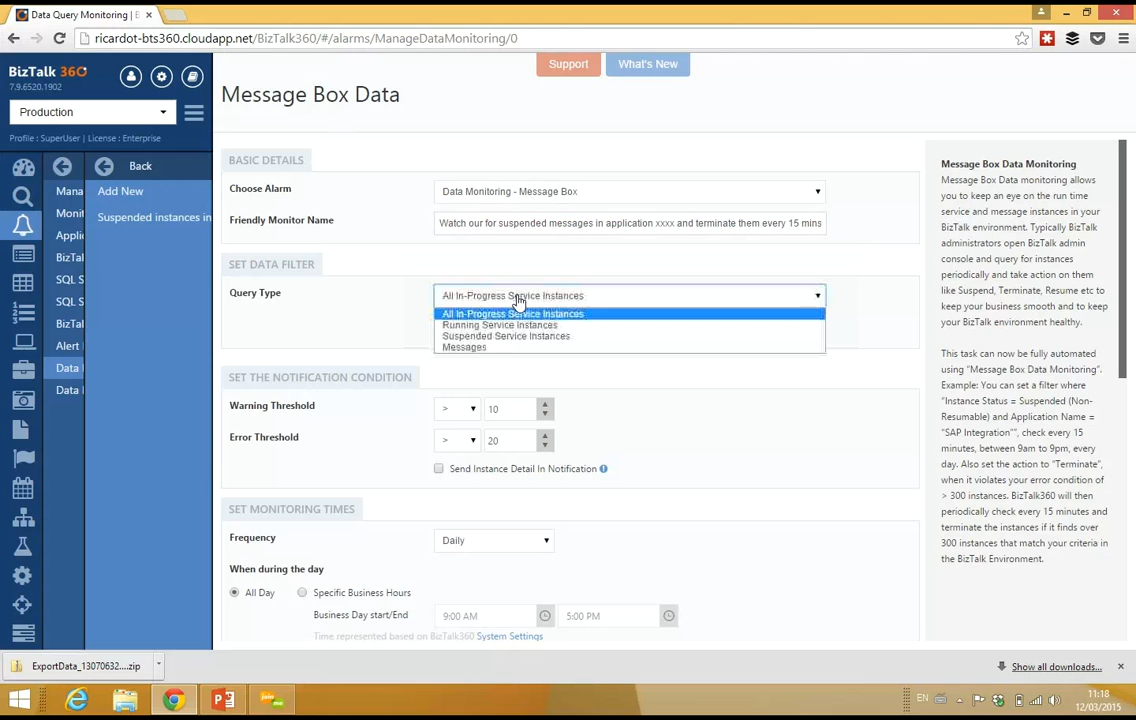 Data Query Monitoring | B
ricardot-bts360.cloudapp.net/BizTalk360/#/alarms/ManageDataMonitoring/0
BizTalk 360
7.9.6520.1902
Support
What's New
Production
Profile : SuperUser | License : Enterprise
Message Box Data
Back
Add New
Suspended instances in
Mana
Monit
Applic
BizTa
SQL S
SQL S
BizTal
Alert
Data
Data
BASIC DETAILS
Choose Alarm
Data Monitoring - Message Box
Friendly Monitor Name
Watch our for suspended messages in application xxxx and terminate them every 15 mins
SET DATA FILTER
Query Type
All In-Progress Service Instances
All In-Progress Service Instances
Running Service Instances
Suspended Service Instances
Messages
SET THE NOTIFICATION CONDITION
Warning Threshold
> 10
Error Threshold
> 20
Send Instance Detail In Notification
SET MONITORING TIMES
Frequency
Daily
When during the day
All Day
Specific Business Hours
Business Day start/End
9:00 AM
5:00 PM
Time represented based on BizTalk360 System Settings
Message Box Data Monitoring
Message Box Data monitoring allows
you to keep an eye on the run time
service and message instances in your
BizTalk environment. Typically BizTalk
administrators open BizTalk admin
console and query for instances
periodically and take action on them
like Suspend, Terminate, Resume etc to
keep your business smooth and to keep
your BizTalk environment healthy.
This task can now be fully automated
using "Message Box Data Monitoring".
Example: You can set a filter where
"Instance Status = Suspended (Non-
Resumable) and Application Name =
"SAP Integration"", check every 15
minutes, between 9am to 9pm, every
day. Also set the action to "Terminate",
when it violates your error condition of
> 300 instances. BizTalk360 will then
periodically check every 15 minutes and
terminate the instances if it finds over
300 instances that match your criteria in
the BizTalk Environment.
ExportData_13070632....zip
Show all downloads...
EN
11:18
12/03/2015